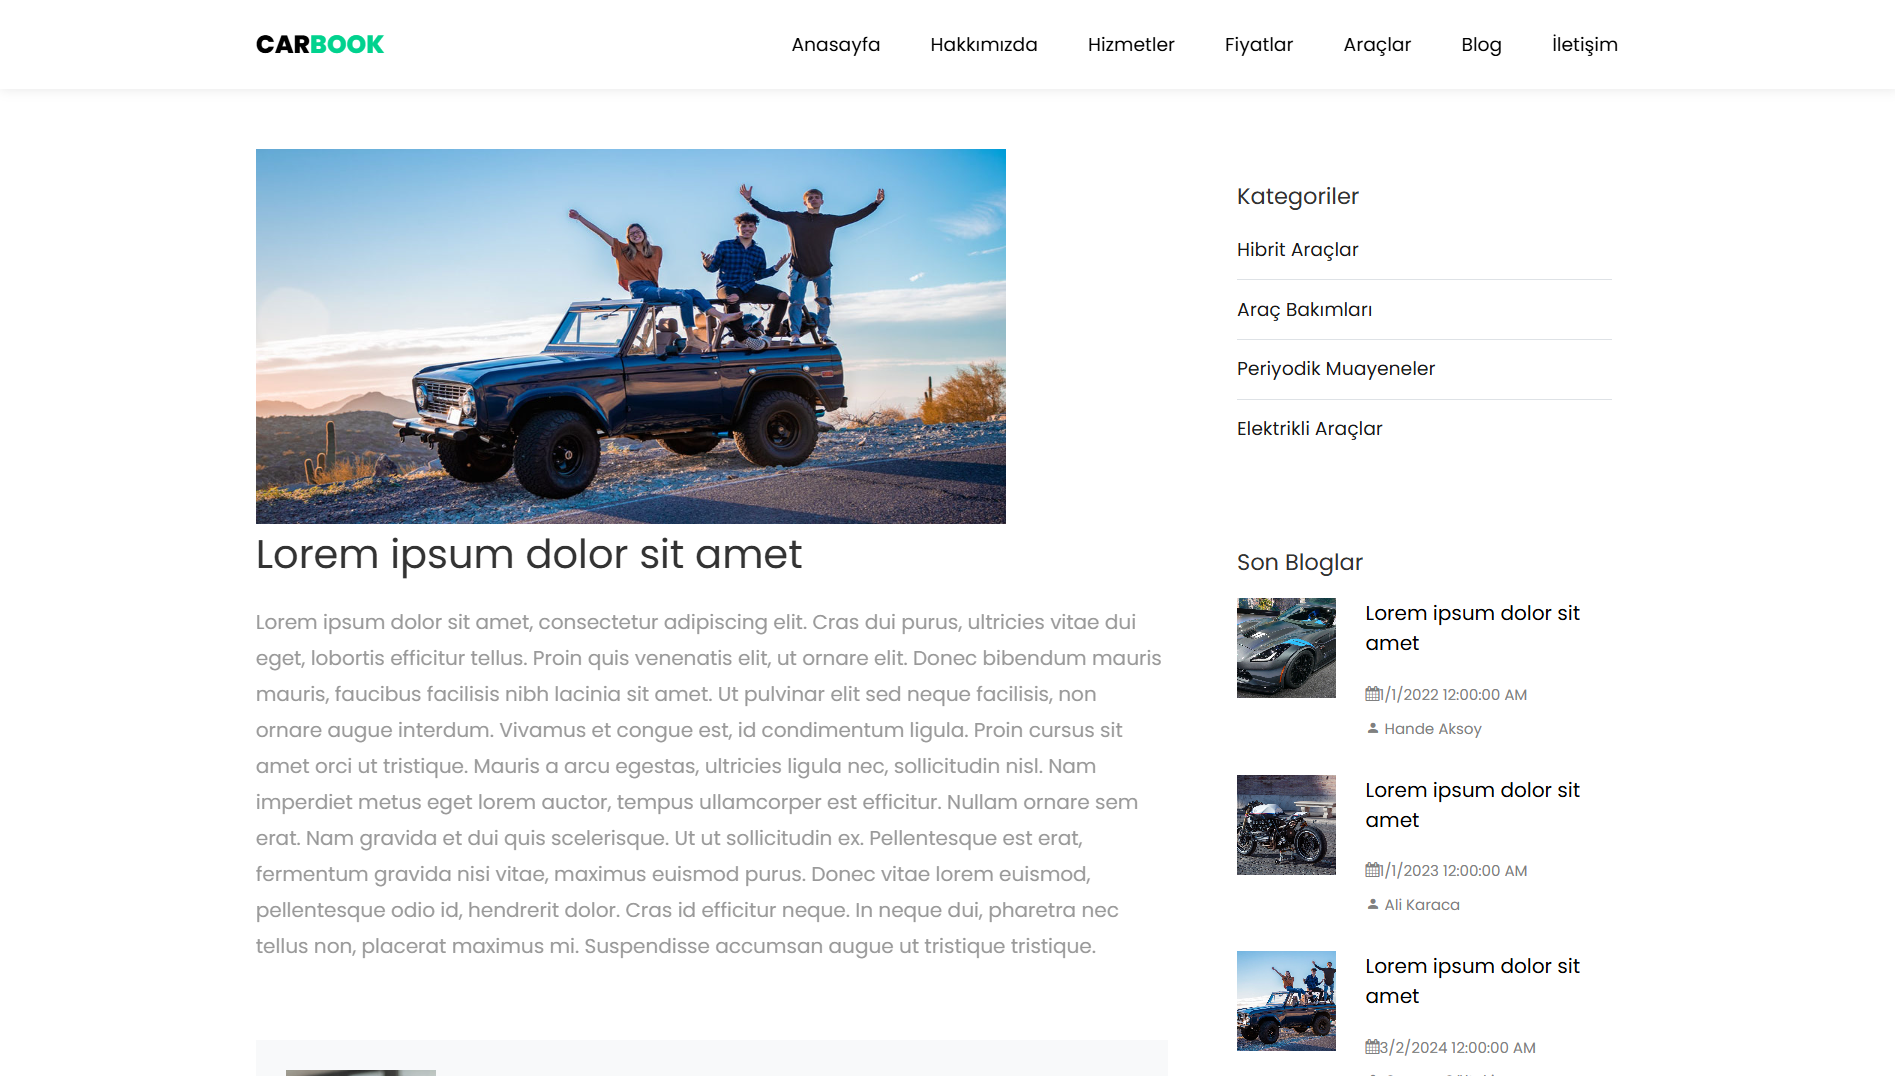 CARBOOK
Anasayfa Hakkımızda Hizmetler Fiyatlar Araçlar Blog İletişim
Lorem ipsum dolor sit amet
Lorem ipsum dolor sit amet, consectetur adipiscing elit. Cras dui purus, ultricies vitae dui
eget, lobortis efficitur tellus. Proin quis venenatis elit, ut ornare elit. Donec bibendum mauris
mauris, faucibus facilisis nibh lacinia sit amet. Ut pulvinar elit sed neque facilisis, non
ornare augue interdum. Vivamus et congue est, id condimentum ligula. Proin cursus sit
amet orci ut tristique. Mauris a arcu egestas, ultricies ligula nec, sollicitudin nisl. Nam
imperdiet metus eget lorem auctor, tempus ullamcorper est efficitur. Nullam ornare sem
erat. Nam gravida et dui quis scelerisque. Ut ut sollicitudin ex. Pellentesque est erat,
fermentum gravida nisi vitae, maximus euismod purus. Donec vitae lorem euismod,
pellentesque odio id, hendrerit dolor. Cras id efficitur neque. In neque dui, pharetra nec
tellus non, placerat maximus mi. Suspendisse accumsan augue ut tristique tristique.
Kategoriler
Hibrit Araçlar
Araç Bakımları
Periyodik Muayeneler
Elektrikli Araçlar
Son Bloglar
Lorem ipsum dolor sit
amet
1/1/2022 12:00:00 AM
Hande Aksoy
Lorem ipsum dolor sit
amet
1/1/2023 12:00:00 AM
Ali Karaca
Lorem ipsum dolor sit
amet
3/2/2024 12:00:00 AM